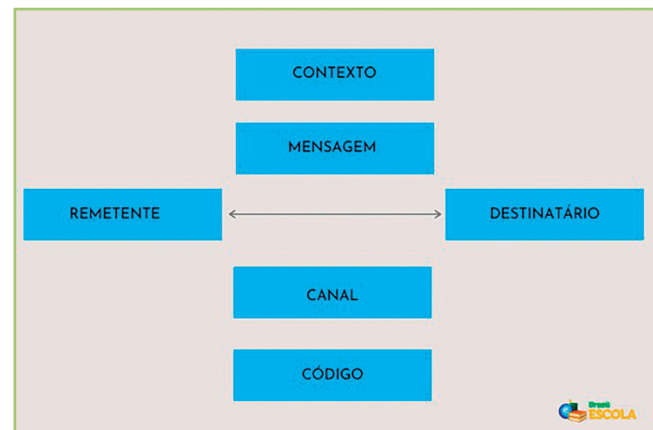 CONTEXTO
MENSAGEM
REMETENTE
DESTINATÁRIO
CANAL
CÓDIGO
Brasil
ESCOLA